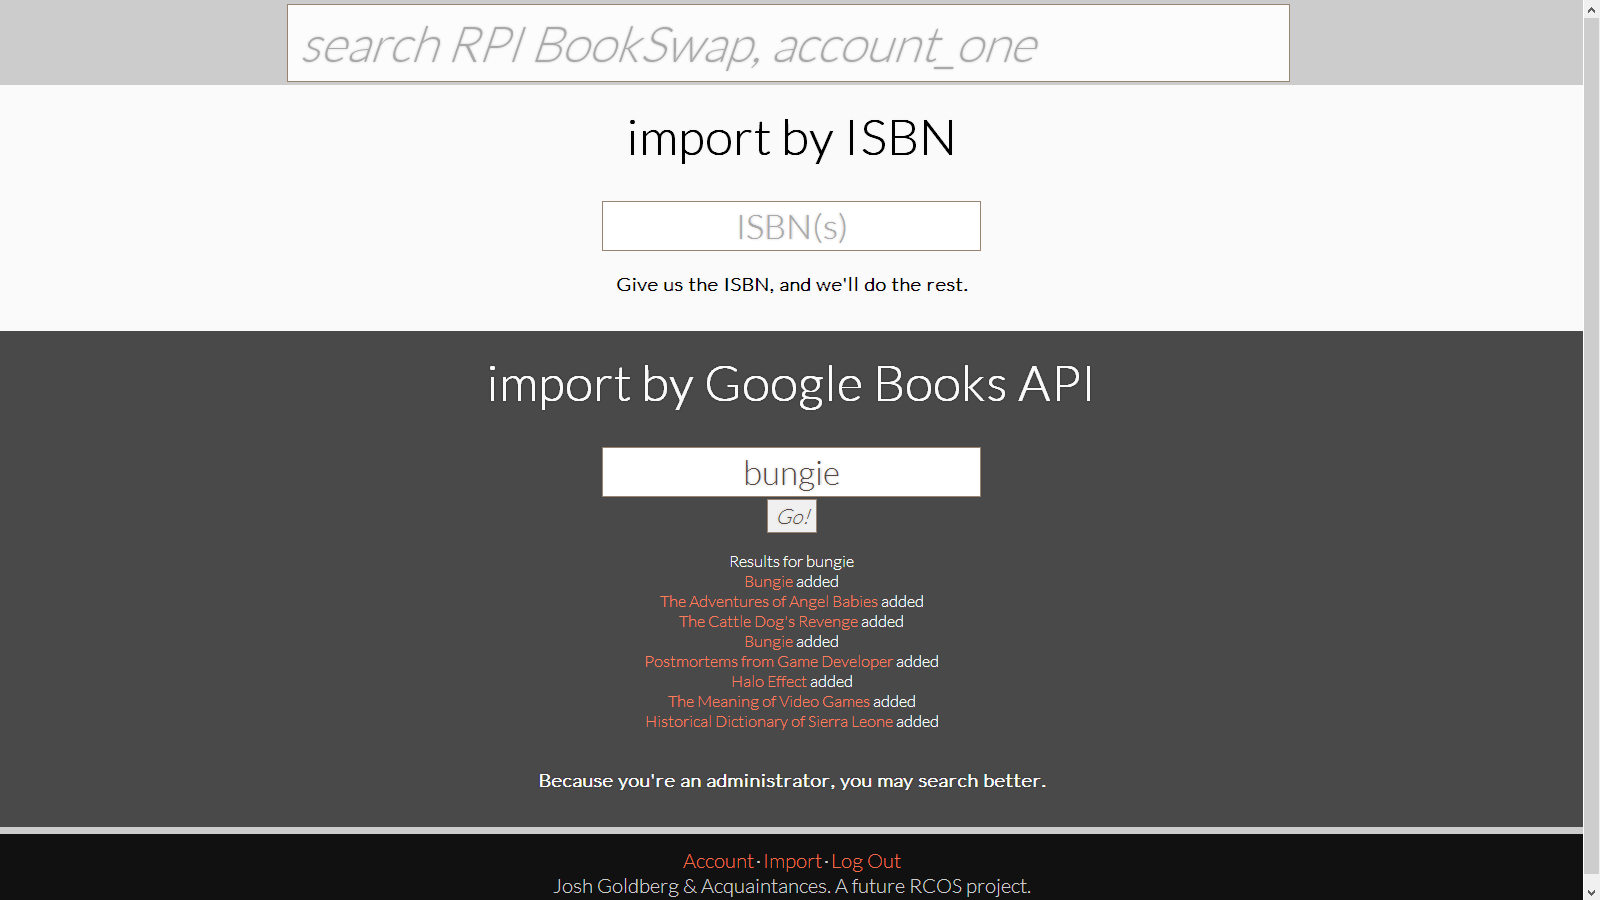 search RPI BookSwap, account_one
import by ISBN
ISBN(s)
Give us the ISBN, and we'll do the rest.
import by Google Books API
bungie
Go!
Results for bungie
Bungie added
The Adventures of Angel Babies added
The Cattle Dog's Revenge added
Bungie added
Postmortems from Game Developer added
Halo Effect added
The Meaning of Video Games added
Historical Dictionary of Sierra Leone added
Because you're an administrator, you may search better.
Account · Import · Log Out
Josh Goldberg & Acquaintances. A future RCOS project.